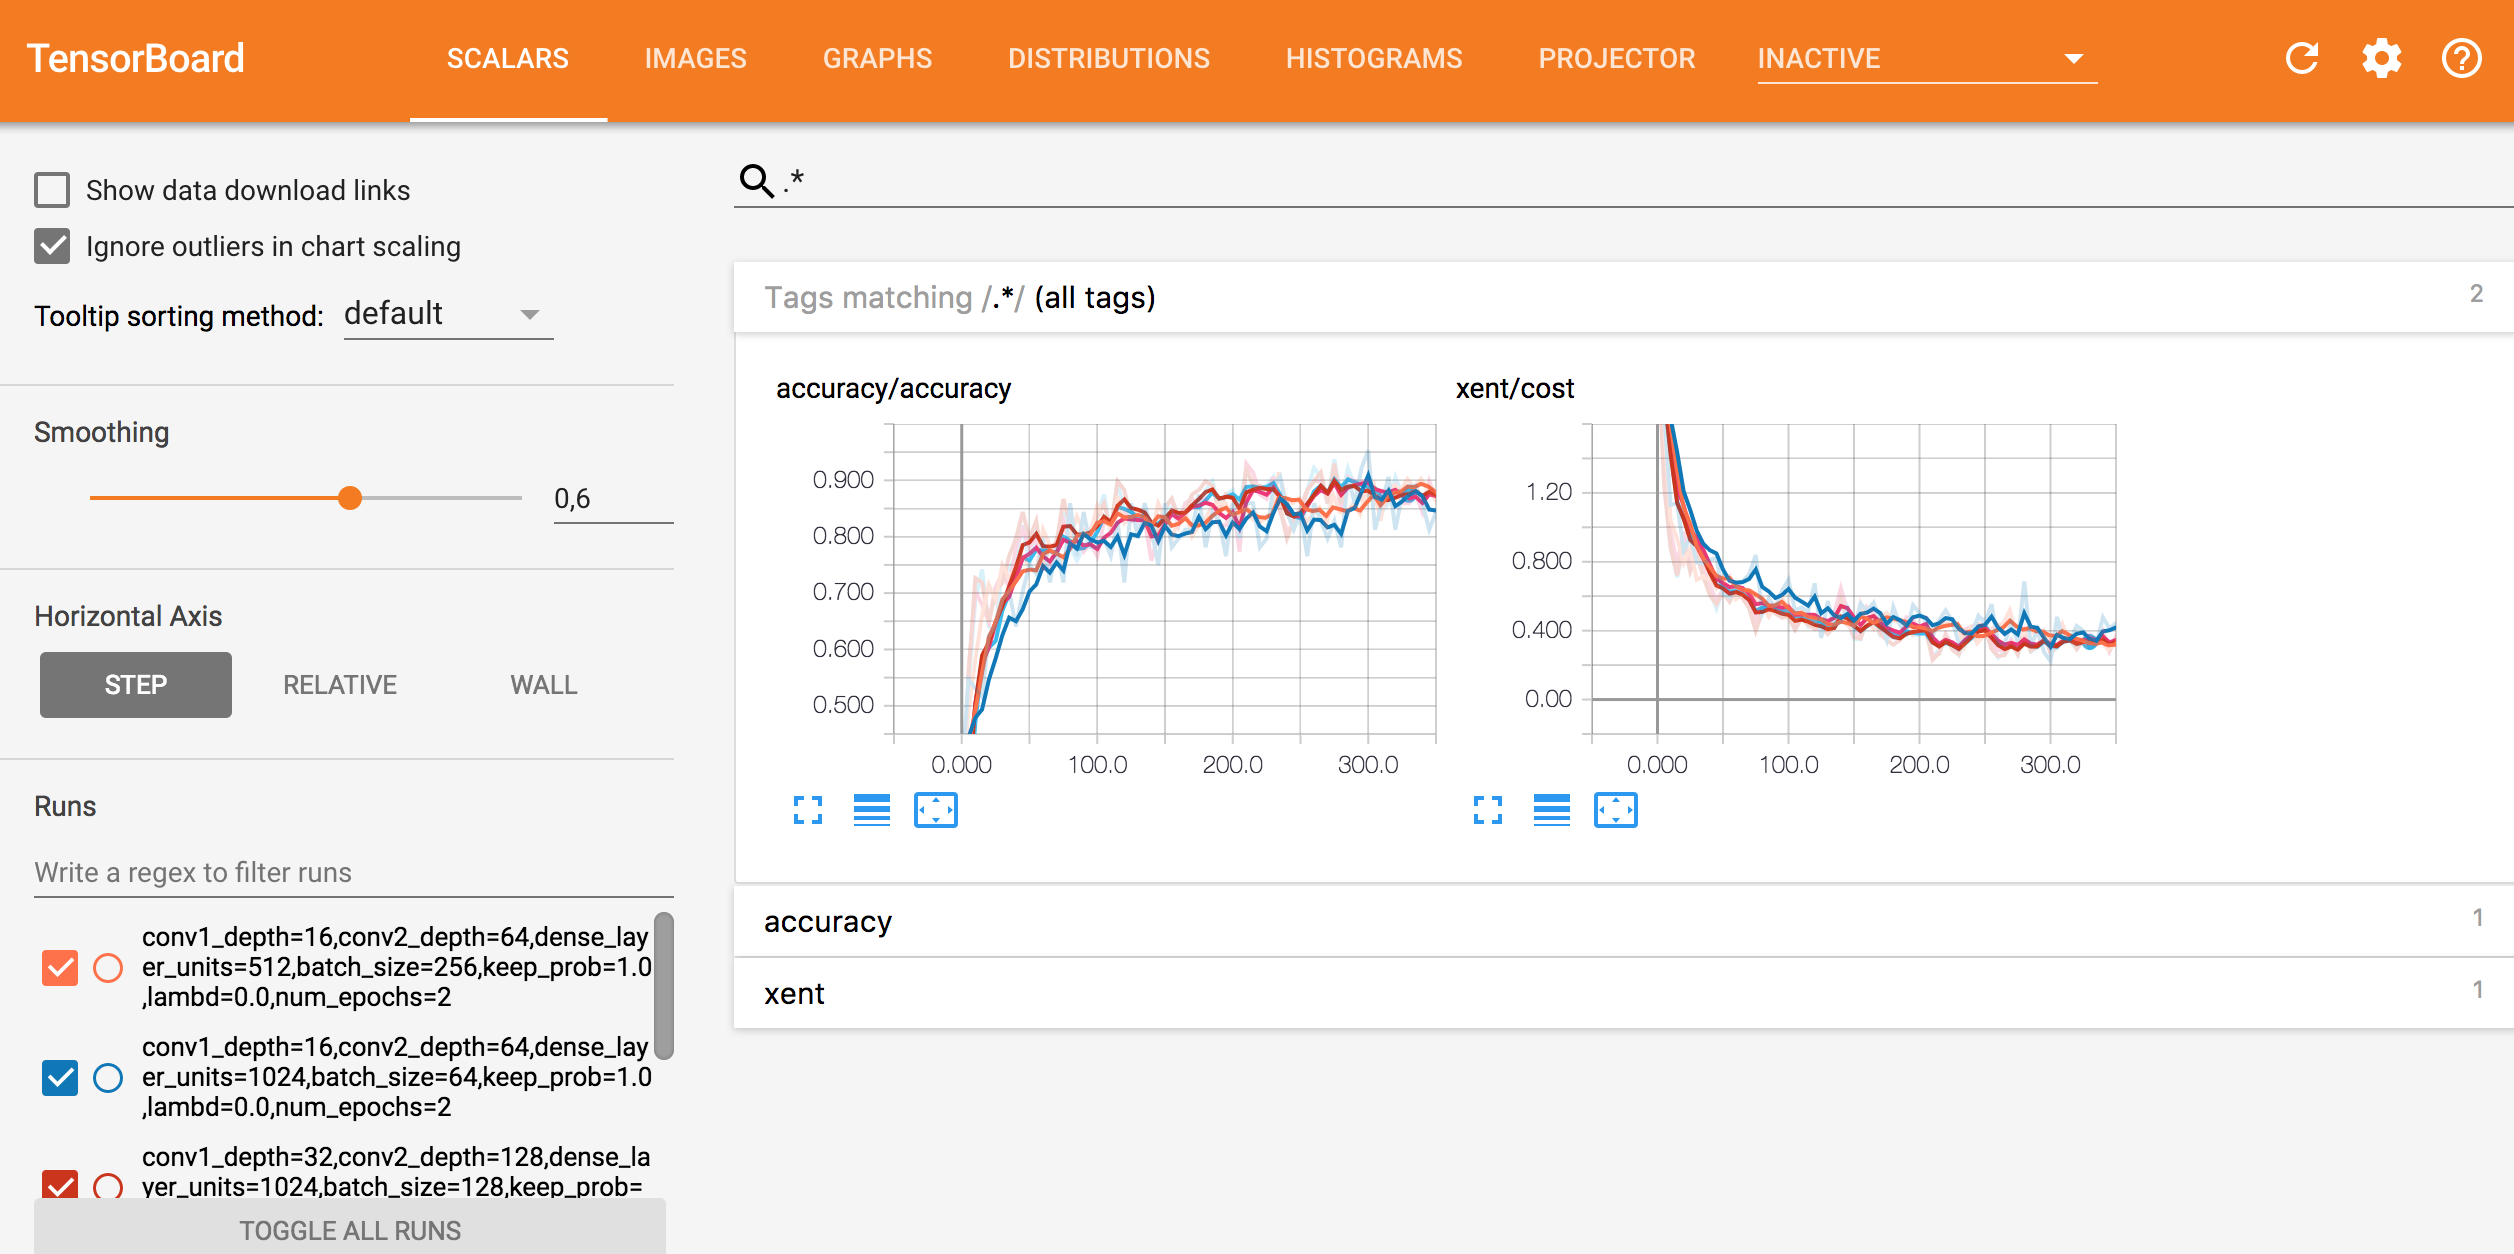 TensorBoard
SCALARS
IMAGES
GRAPHS
DISTRIBUTIONS
HISTOGRAMS
PROJECTOR
INACTIVE
Show data download links
Ignore outliers in chart scaling
Tooltip sorting method: default
Smoothing
0,6
Horizontal Axis
STEP
RELATIVE
WALL
Runs
Write a regex to filter runs
conv1_depth=16,conv2_depth=64,dense_lay
er_units=512,batch_size=256,keep_prob=1.0
,lambd=0.0,num_epochs=2
conv1_depth=16,conv2_depth=64,dense_lay
er_units=1024,batch_size=64,keep_prob=1.0
,lambd=0.0,num_epochs=2
conv1_depth=32,conv2_depth=128,dense_la
yer_units=1024,batch_size=128,keep_prob=
TOGGLE ALL RUNS
.*
Tags matching /.*/ (all tags)
2
accuracy/accuracy
0.900
0.800
0.700
0.600
0.500
0.000
100.0
200.0
300.0
xent/cost
1.20
0.800
0.400
0.00
0.000
100.0
200.0
300.0
accuracy
1
xent
1